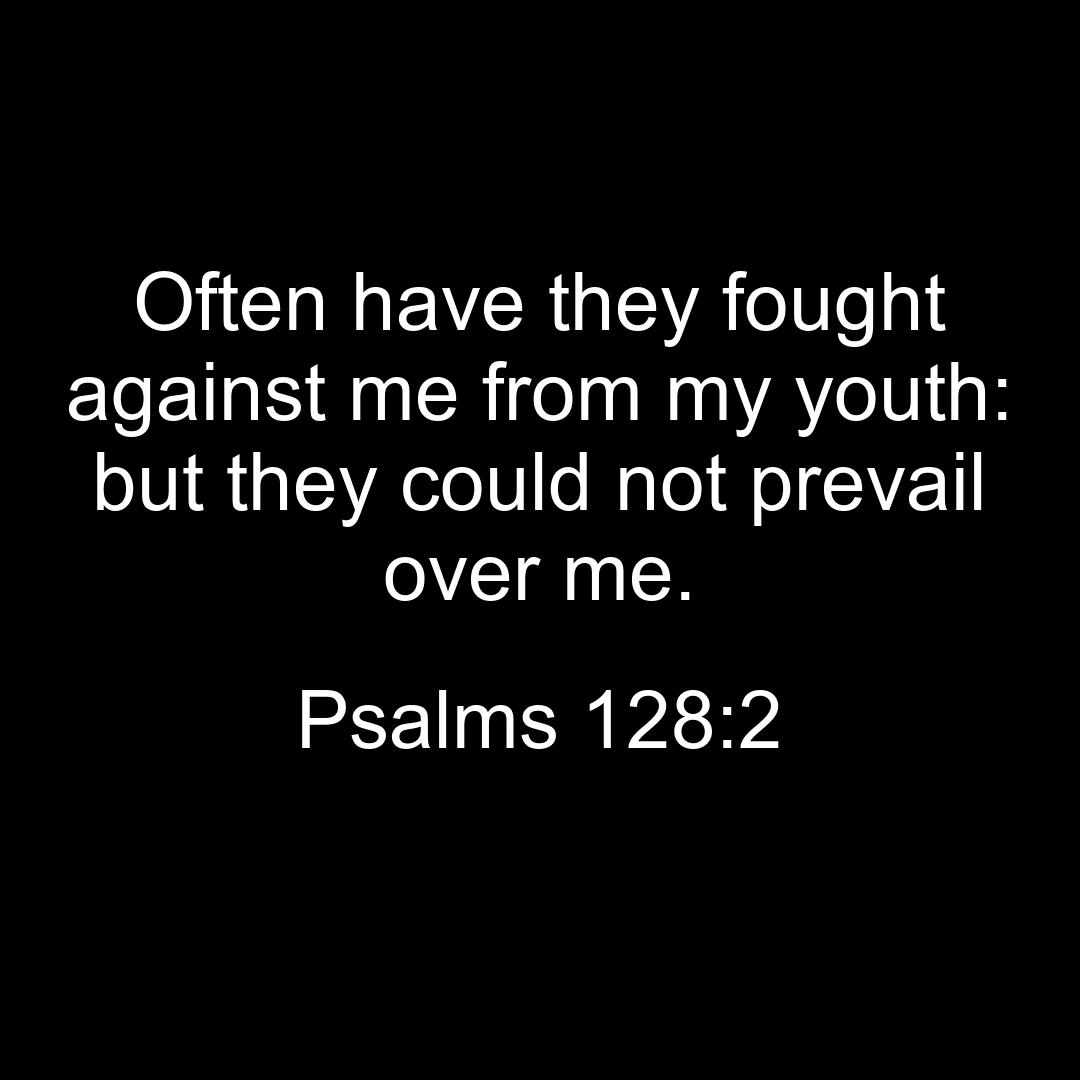 Often have they fought
against me from my youth:
but they could not prevail
over me.
Psalms 128:2